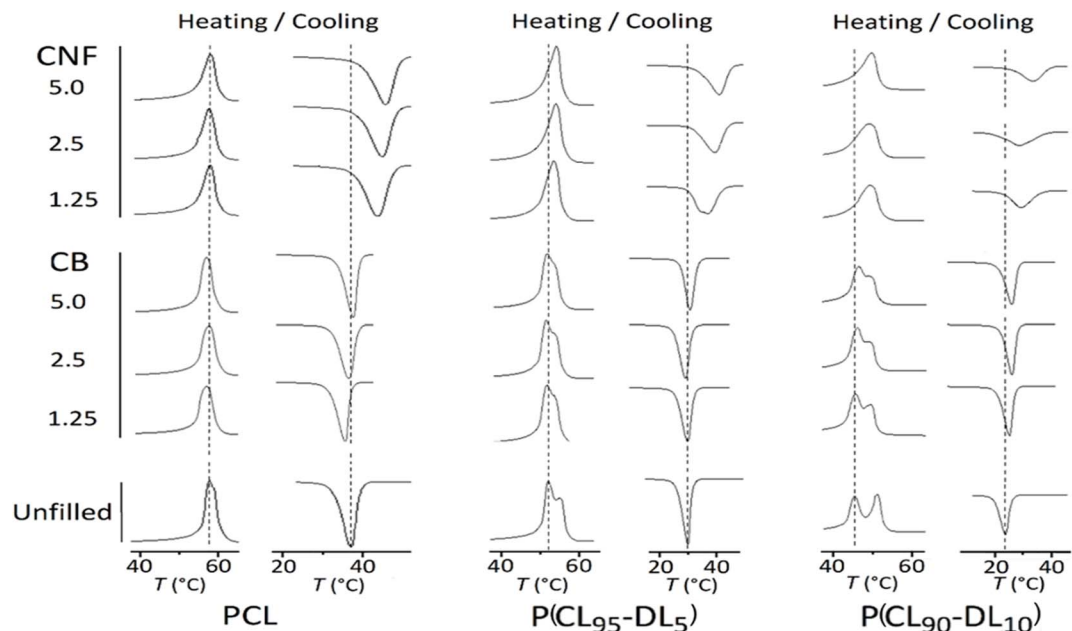 Heating / Cooling Heating / Cooling Heating / Cooling
CNF
5.0
2.5
1.25
CB
5.0
2.5
1.25
Unfilled
40 60 20 40 40 60 20 40 40 60 20 40
T (°C) T (°C) T (°C) T (°C) T (°C) T (°C)
PCL P(CL95-DL5) P(CL90-DL10)